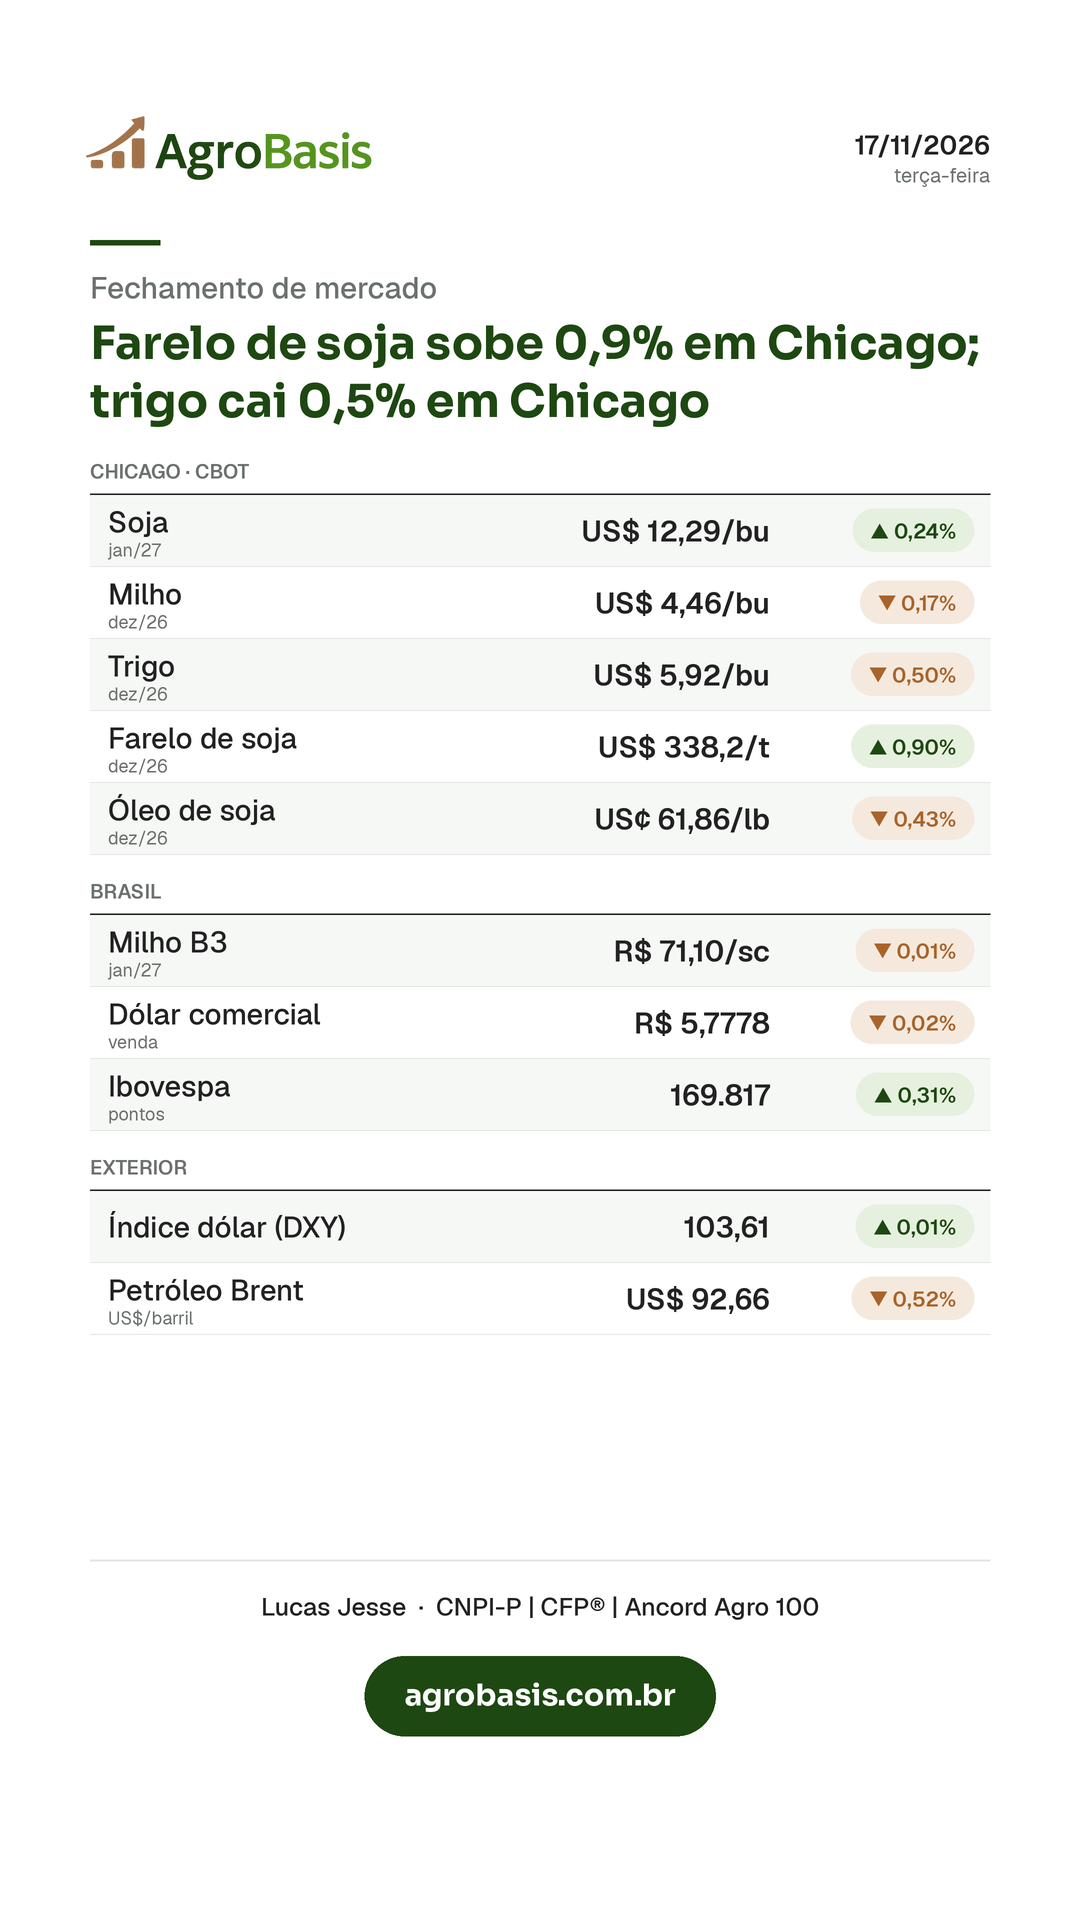 AgroBasis
17/11/2026
terça-feira
Fechamento de mercado
Farelo de soja sobe 0,9% em Chicago;
trigo cai 0,5% em Chicago
CHICAGO · CBOT
Soja US$ 12,29/bu ▲ 0,24%
jan/27
Milho US$ 4,46/bu ▼ 0,17%
dez/26
Trigo US$ 5,92/bu ▼ 0,50%
dez/26
Farelo de soja US$ 338,2/t ▲ 0,90%
dez/26
Óleo de soja US¢ 61,86/lb ▼ 0,43%
dez/26
BRASIL
Milho B3 R$ 71,10/sc ▼ 0,01%
jan/27
Dólar comercial R$ 5,7778 ▼ 0,02%
venda
Ibovespa 169.817 ▲ 0,31%
pontos
EXTERIOR
Índice dólar (DXY) 103,61 ▲ 0,01%
Petróleo Brent US$ 92,66 ▼ 0,52%
US$/barril
Lucas Jesse · CNPI-P | CFP® | Ancord Agro 100
agrobasis.com.br